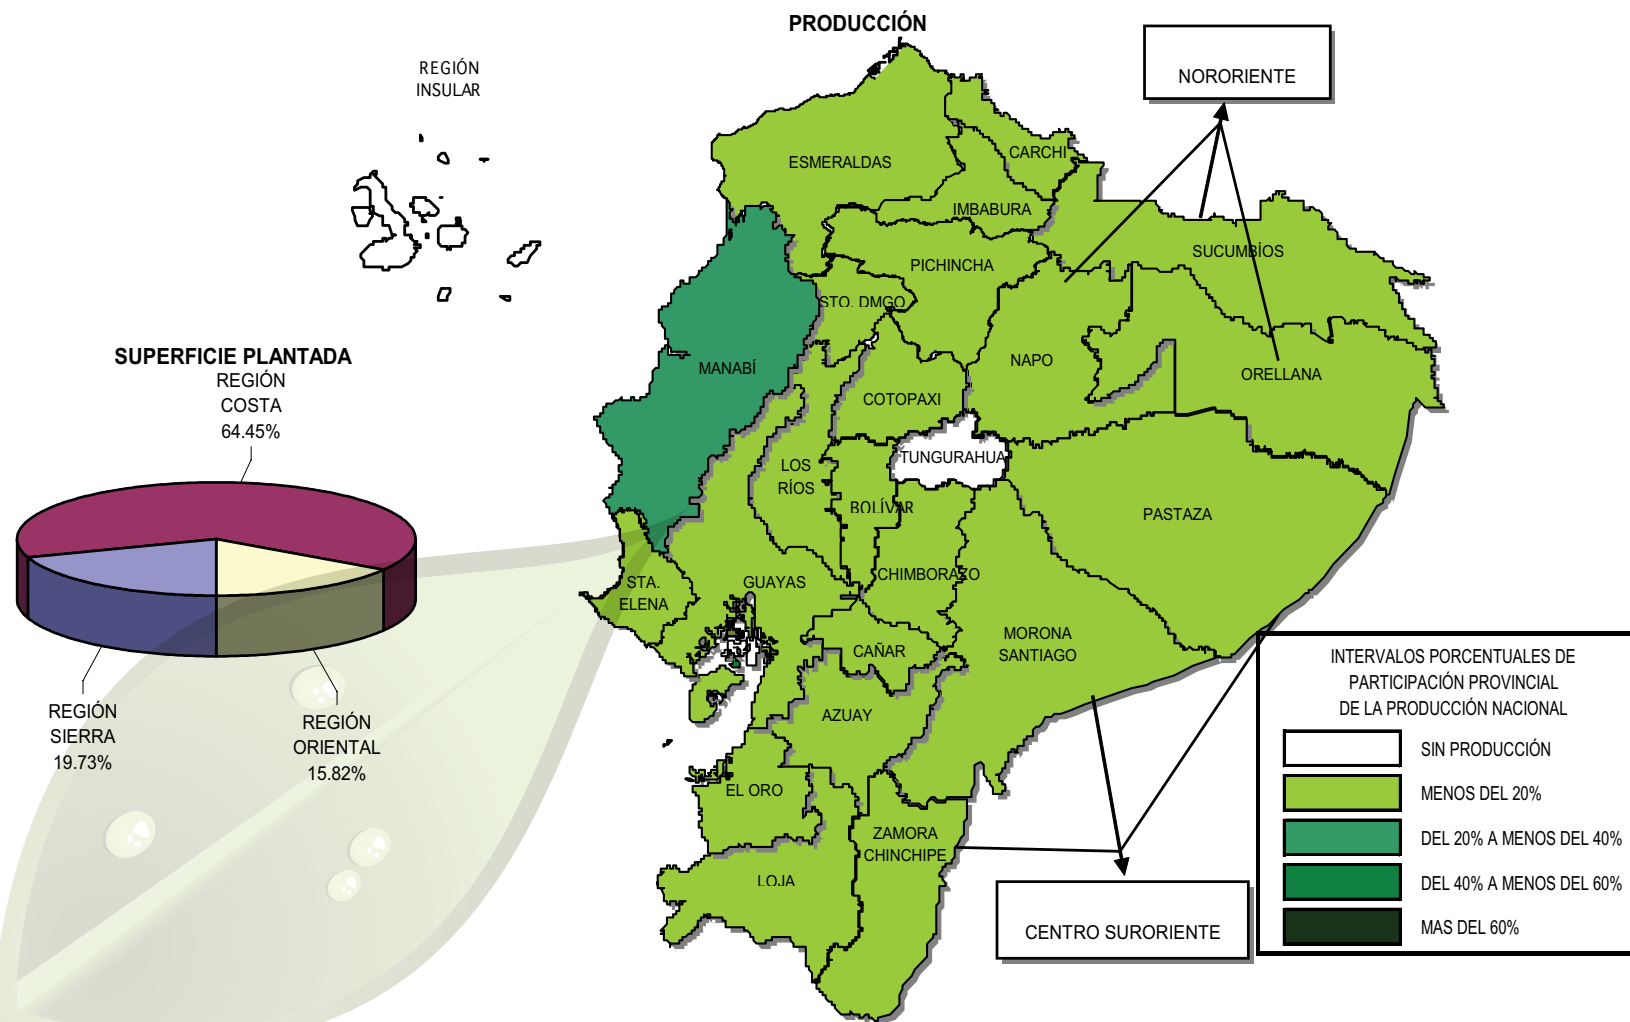 PRODUCCIÓN
REGIÓN
INSULAR
NORORIENTE
ESMERALDAS
CARCHI
IMBABURA
SUCUMBÍOS
PICHINCHA
STO. DMGO
NAPO
ORELLANA
MANABÍ
COTOPAXI
TUNGURAHUA
LOS
RÍOS
BOLÍVAR
PASTAZA
CHIMBORAZO
STA.
ELENA
GUAYAS
CAÑAR
MORONA
SANTIAGO
AZUAY
EL ORO
ZAMORA
CHINCHIPE
LOJA
CENTRO SURORIENTE
SUPERFICIE PLANTADA
REGIÓN
COSTA
64.45%
REGIÓN
SIERRA
19.73%
REGIÓN
ORIENTAL
15.82%
INTERVALOS PORCENTUALES DE
PARTICIPACIÓN PROVINCIAL
DE LA PRODUCCIÓN NACIONAL
SIN PRODUCCIÓN
MENOS DEL 20%
DEL 20% A MENOS DEL 40%
DEL 40% A MENOS DEL 60%
MAS DEL 60%